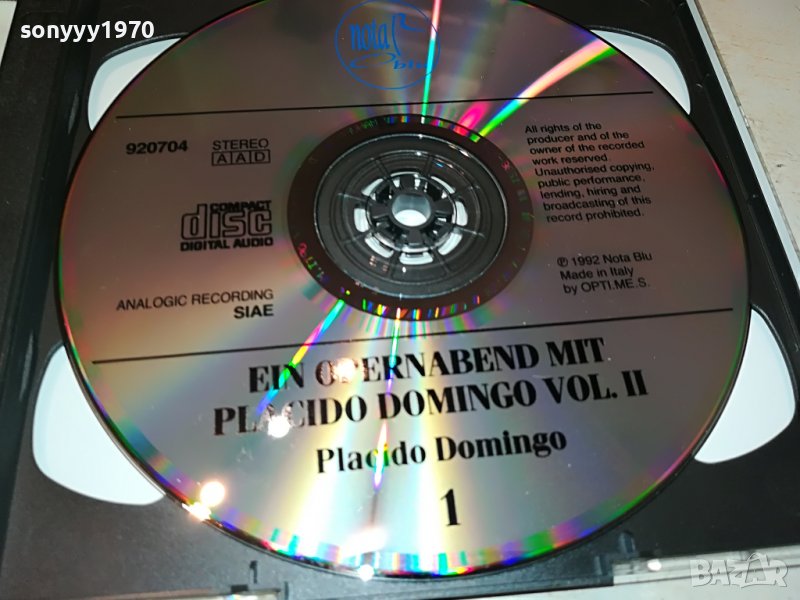 sonyyy1970
nota
blu
920704
STEREO
AAD
COMPACT
disc
DIGITAL AUDIO
ANALOGIC RECORDING
SIAE
All rights of the
producer and of the
owner of the recorded
work reserved.
Unauthorised copying,
public performance,
lending, hiring and
broadcasting of this
record prohibited.
℗ 1992 Nota Blu
Made in Italy
by OPTI.ME.S.
EIN OPERNABEND MIT
PLACIDO DOMINGO VOL. II
Placido Domingo
1
BAZAR